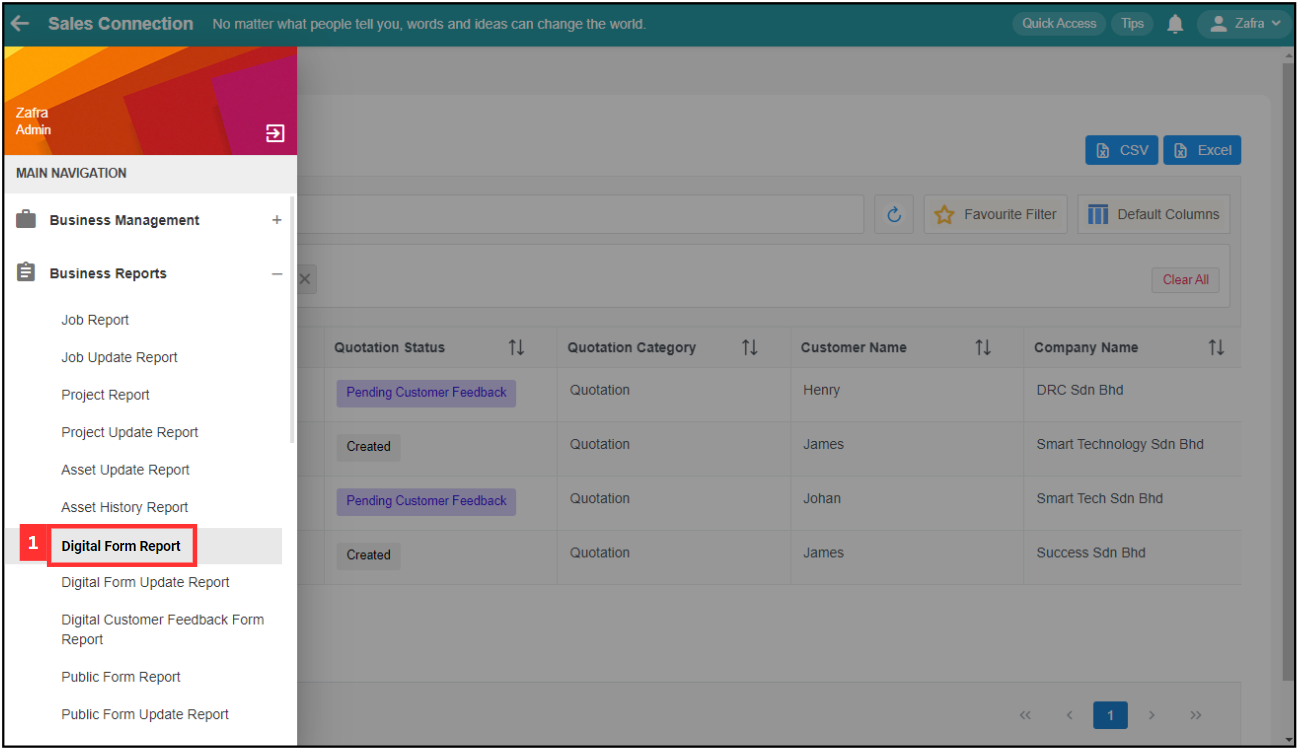 Sales Connection No matter what people tell you, words and ideas can change the world. Quick Access Tips Zafra
Zafra
Admin
MAIN NAVIGATION
Business Management +
Business Reports –
Job Report
Job Update Report
Project Report
Project Update Report
Asset Update Report
Asset History Report
1 Digital Form Report
Digital Form Update Report
Digital Customer Feedback Form
Report
Public Form Report
Public Form Update Report
CSV Excel
Favourite Filter Default Columns
Clear All
Quotation Status Quotation Category Customer Name Company Name
Pending Customer Feedback Quotation Henry DRC Sdn Bhd
Created Quotation James Smart Technology Sdn Bhd
Pending Customer Feedback Quotation Johan Smart Tech Sdn Bhd
Created Quotation James Success Sdn Bhd
<< < 1 > >>